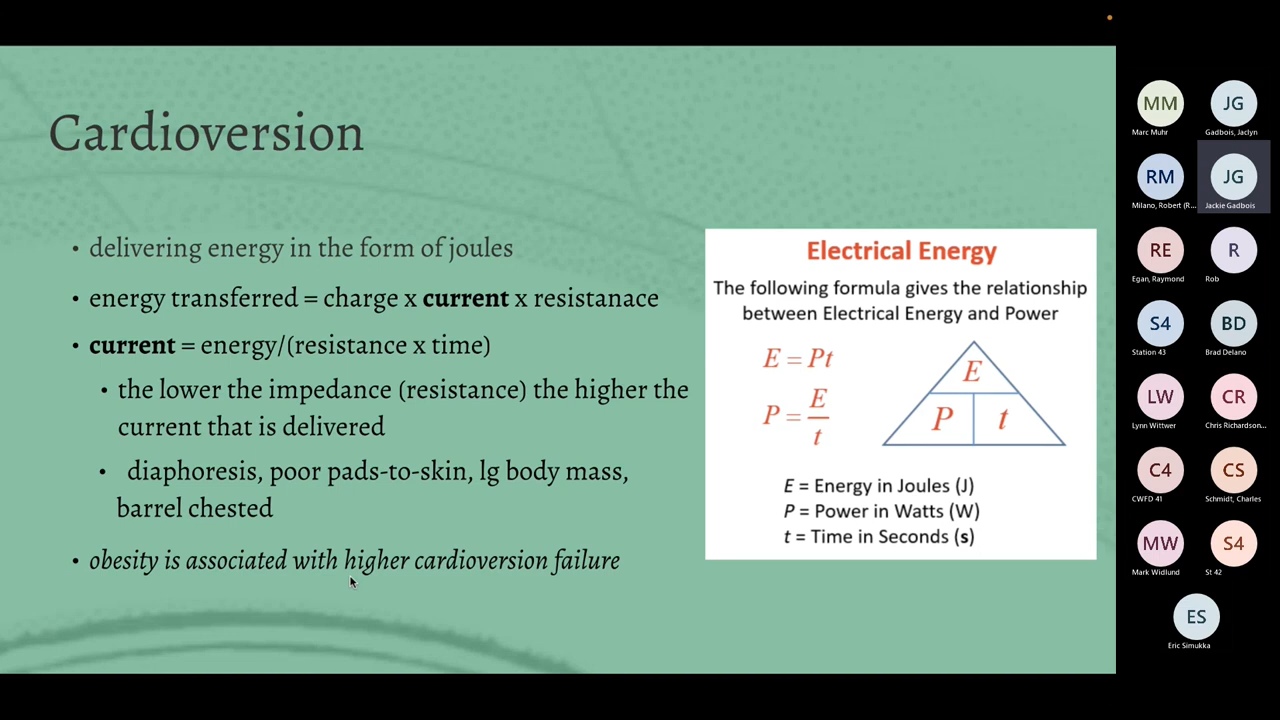 Cardioversion
• delivering energy in the form of joules
• energy transferred = charge x current x resistanace
• current = energy/(resistance x time)
• the lower the impedance (resistance) the higher the
current that is delivered
• diaphoresis, poor pads-to-skin, lg body mass,
barrel chested
• obesity is associated with higher cardioversion failure
Electrical Energy
The following formula gives the relationship
between Electrical Energy and Power
E = Pt
P = E/t
E
P t
E = Energy in Joules (J)
P = Power in Watts (W)
t = Time in Seconds (s)
MM JG
Marc Muhr Gadbois, Jaclyn
RM JG
Milano, Robert (R... Jackie Gadbois
RE R
Egan, Raymond Rob
S4 BD
Station 43 Brad Delano
LW CR
Lynn Wittwer Chris Richardson...
C4 CS
CWFD 41 Schmidt, Charles
MW S4
Mark Widlund St 42
ES
Eric Simukka